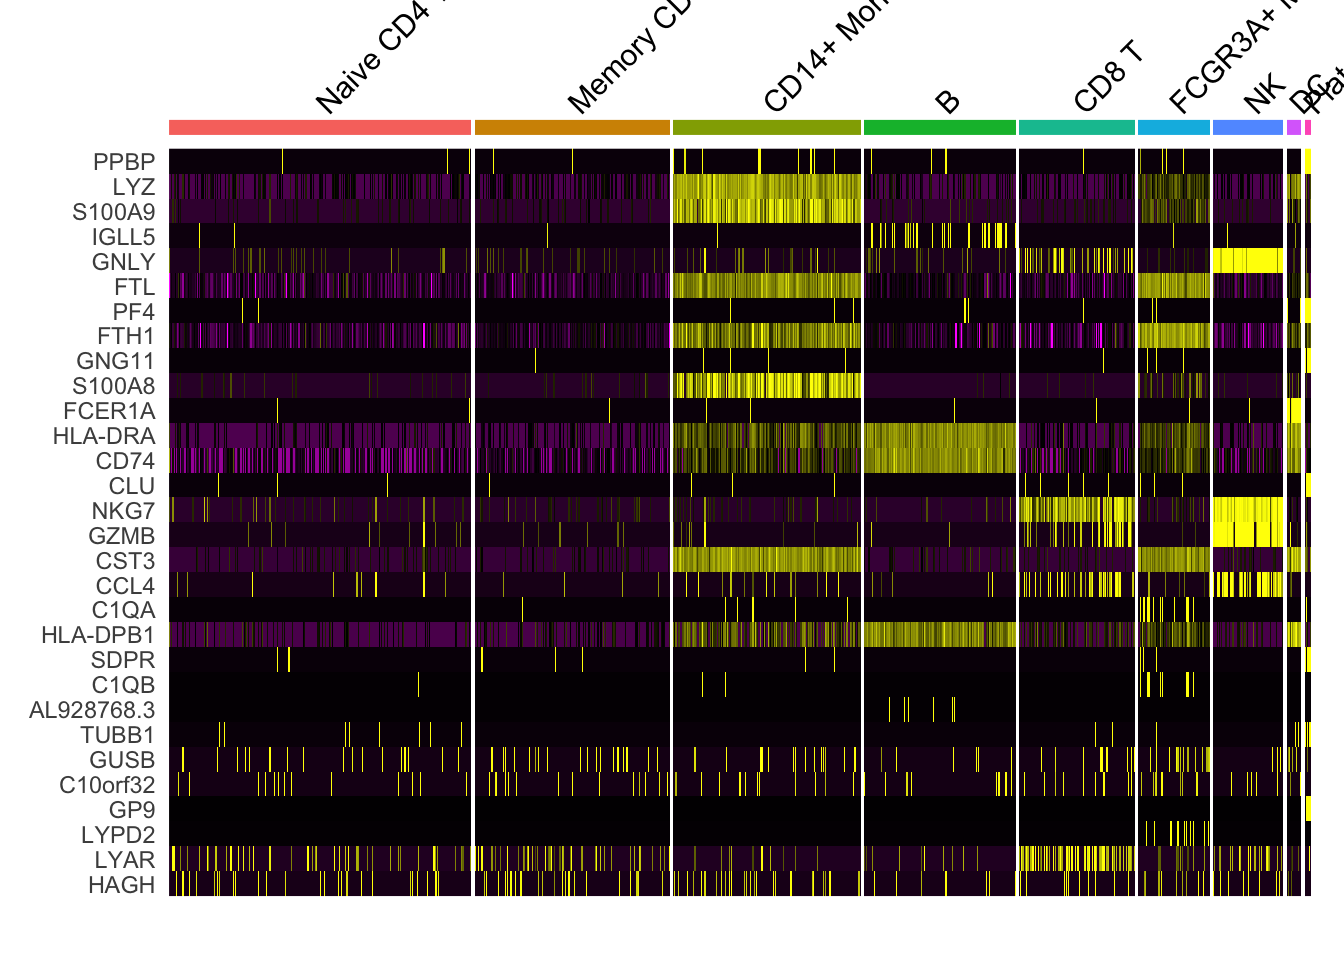 Naive CD4
Memory CD
CD14+ Mon
B
CD8 T
FCGR3A+ M
NK
DC
Plat
PPBP
LYZ
S100A9
IGLL5
GNLY
FTL
PF4
FTH1
GNG11
S100A8
FCER1A
HLA-DRA
CD74
CLU
NKG7
GZMB
CST3
CCL4
C1QA
HLA-DPB1
SDPR
C1QB
AL928768.3
TUBB1
GUSB
C10orf32
GP9
LYPD2
LYAR
HAGH